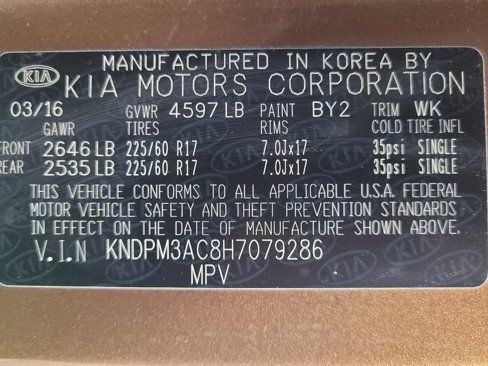 MANUFACTURED IN KOREA BY
KIA KIA MOTORS CORPORATION
03/16 GVWR 4597 LB PAINT BY2 TRIM WK
GAWR TIRES RIMS COLD TIRE INFL
FRONT 2646 LB 225/60 R17 7.0Jx17 35psi SINGLE
REAR 2535 LB 225/60 R17 7.0Jx17 35psi SINGLE
THIS VEHICLE CONFORMS TO ALL APPLICABLE U.S.A. FEDERAL
MOTOR VEHICLE SAFETY AND THEFT PREVENTION STANDARDS
IN EFFECT ON THE DATE OF MANUFACTURE SHOWN ABOVE.
V.I.N KNDPM3AC8H7079286
MPV